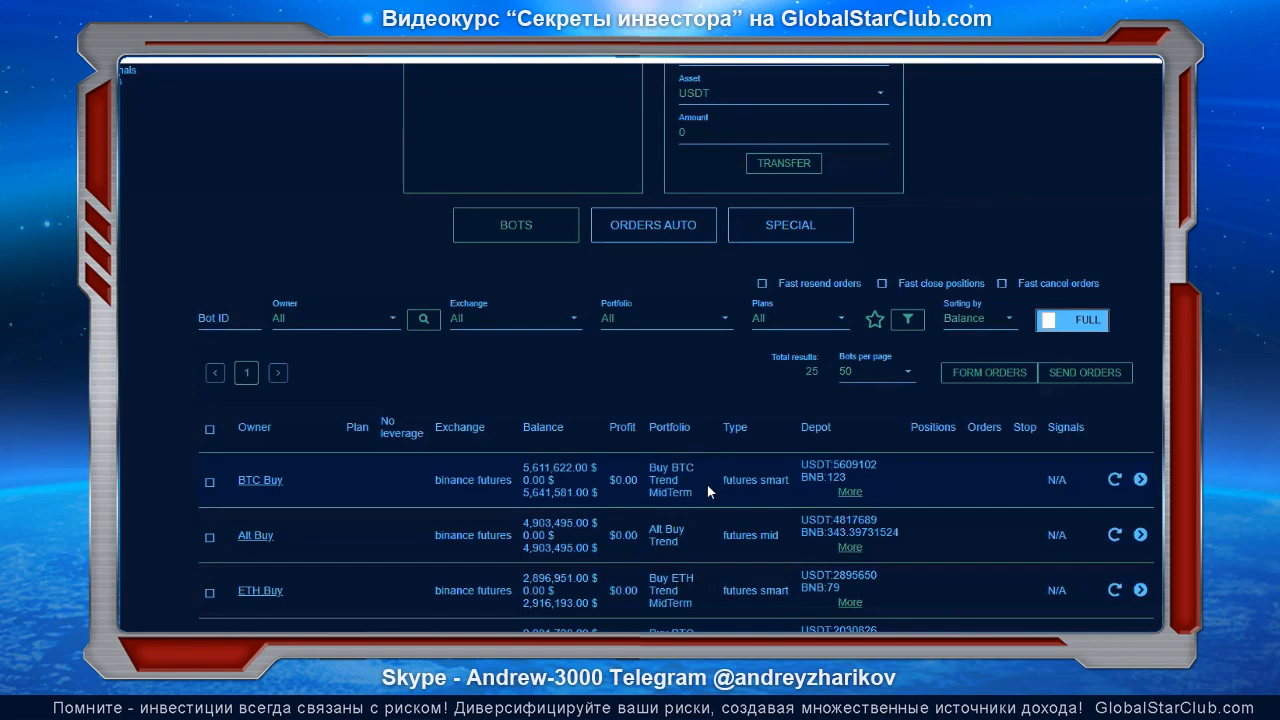 Видеокурс “Секреты инвестора” на GlobalStarClub.com
nals
Asset
USDT
Amount
0
TRANSFER
BOTS ORDERS AUTO SPECIAL
Fast resend orders Fast close positions Fast cancel orders
Owner Exchange Portfolio Plans Sorting by
Bot ID All All All All Balance FULL
Total results: Bots per page
< 1 > 25 50 FORM ORDERS SEND ORDERS
Owner Plan No leverage Exchange Balance Profit Portfolio Type Depot Positions Orders Stop Signals
5,611,622.00 $ Buy BTC USDT:5609102
BTC Buy binance futures 0.00 $ $0.00 Trend futures smart BNB:123 N/A
5,641,581.00 $ MidTerm More
4,903,495.00 $ Alt Buy USDT:4817689
Alt Buy binance futures 0.00 $ $0.00 Trend futures mid BNB:343.39731524 N/A
4,903,495.00 $ More
2,896,951.00 $ Buy ETH USDT:2895650
ETH Buy binance futures 0.00 $ $0.00 Trend futures smart BNB:79 N/A
2,916,193.00 $ MidTerm More
Buy BTC USDT:2030826
Skype - Andrew-3000 Telegram @andreyzharikov
Помните - инвестиции всегда связаны с риском! Диверсифицируйте ваши риски, создавая множественные источники дохода! GlobalStarClub.com